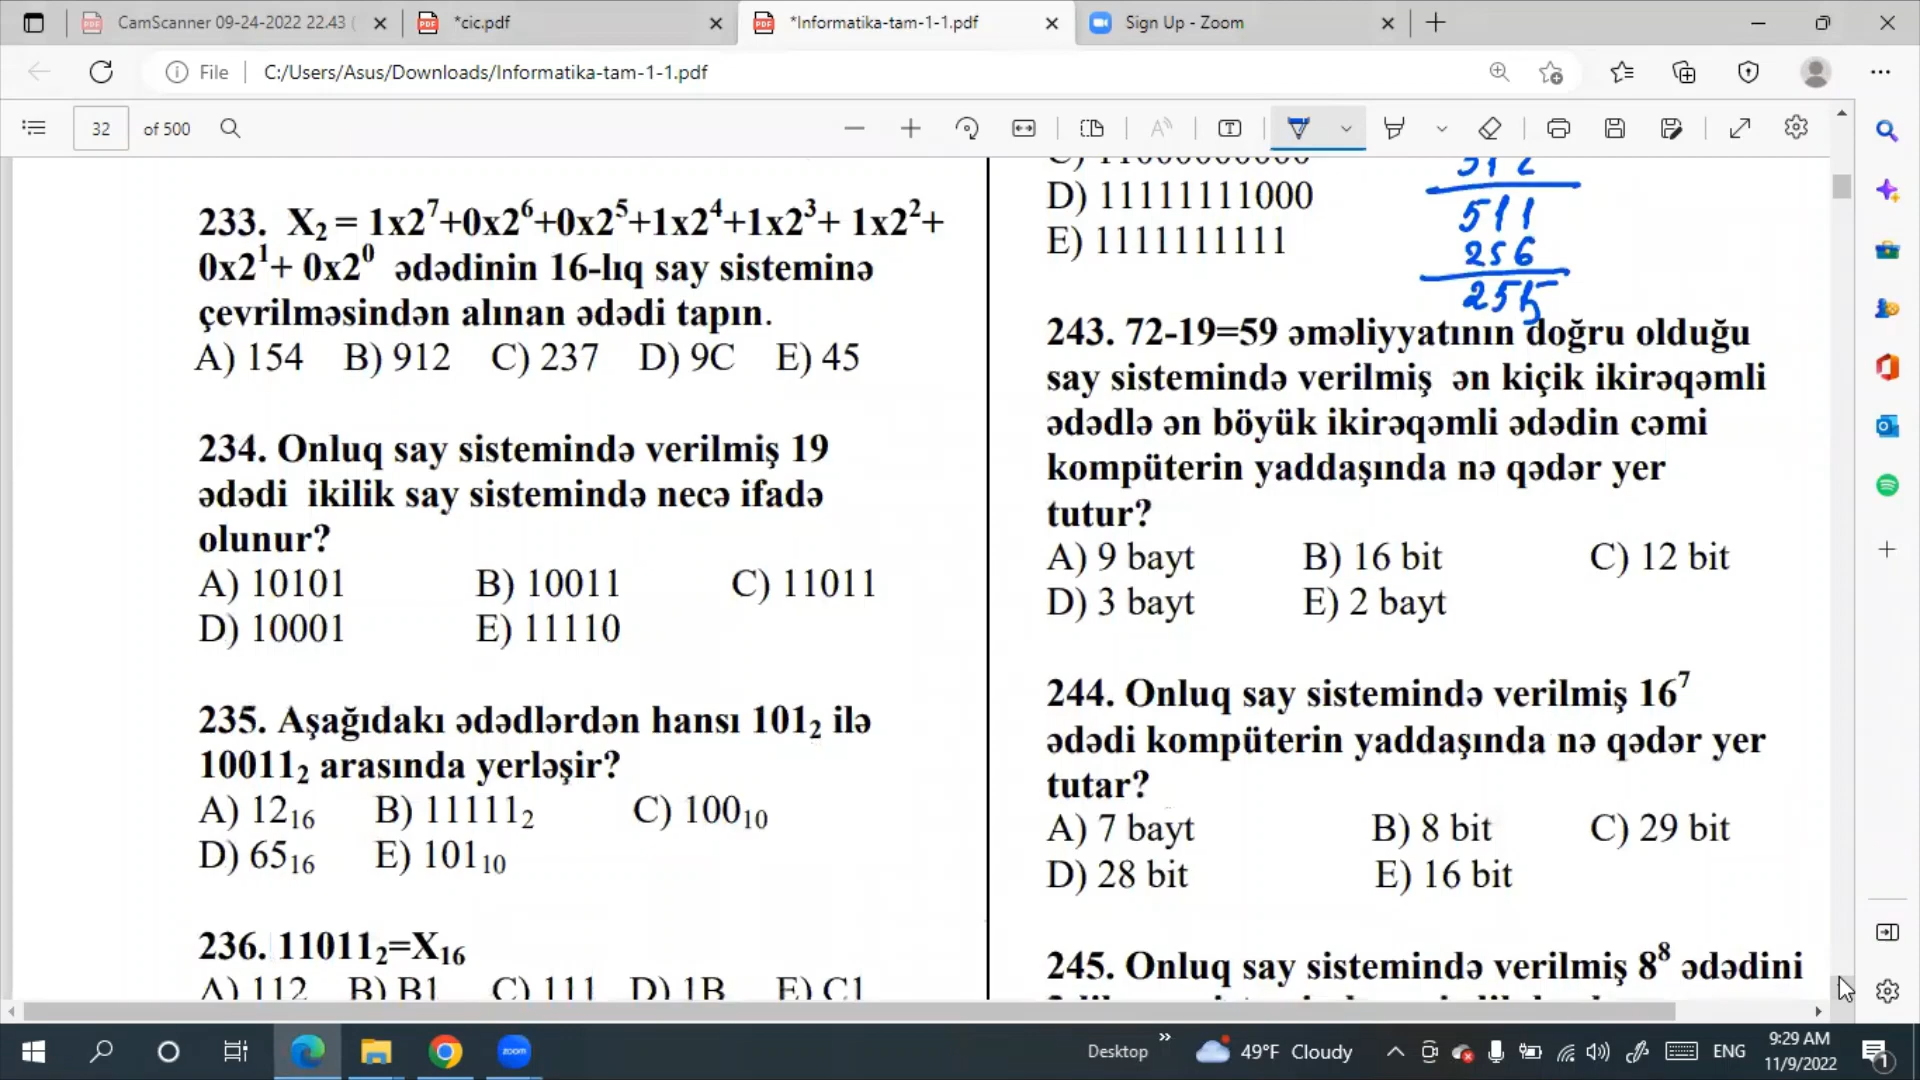 CamScanner 09-24-2022 22.43 (
*cic.pdf
*Informatika-tam-1-1.pdf
Sign Up - Zoom
File
C:/Users/Asus/Downloads/Informatika-tam-1-1.pdf
32
of 500
233. X₂ = 1x2⁷+0x2⁶+0x2⁵+1x2⁴+1x2³+ 1x2²+
0x2¹+ 0x2⁰ ədədinin 16-lıq say sisteminə
çevrilməsindən alınan ədədi tapın.
A) 154 B) 912 C) 237 D) 9C E) 45
234. Onluq say sistemində verilmiş 19
ədədi ikilik say sistemində necə ifadə
olunur?
A) 10101 B) 10011 C) 11011
D) 10001 E) 11110
235. Aşağıdakı ədədlərdən hansı 101₂ ilə
10011₂ arasında yerləşir?
A) 12₁₆ B) 11111₂ C) 100₁₀
D) 65₁₆ E) 101₁₀
236. 11011₂=X₁₆
A) 112 B) B1 C) 111 D) 1B E) C1
D) 11111111000
E) 1111111111
512
511
256
255
243. 72-19=59 əməliyyatının doğru olduğu
say sistemində verilmiş ən kiçik ikirəqəmli
ədədlə ən böyük ikirəqəmli ədədin cəmi
kompüterin yaddaşında nə qədər yer
tutur?
A) 9 bayt B) 16 bit C) 12 bit
D) 3 bayt E) 2 bayt
244. Onluq say sistemində verilmiş 16⁷
ədədi kompüterin yaddaşında nə qədər yer
tutar?
A) 7 bayt B) 8 bit C) 29 bit
D) 28 bit E) 16 bit
245. Onluq say sistemində verilmiş 8⁸ ədədini
Desktop
49°F Cloudy
ENG
9:29 AM
11/9/2022
1